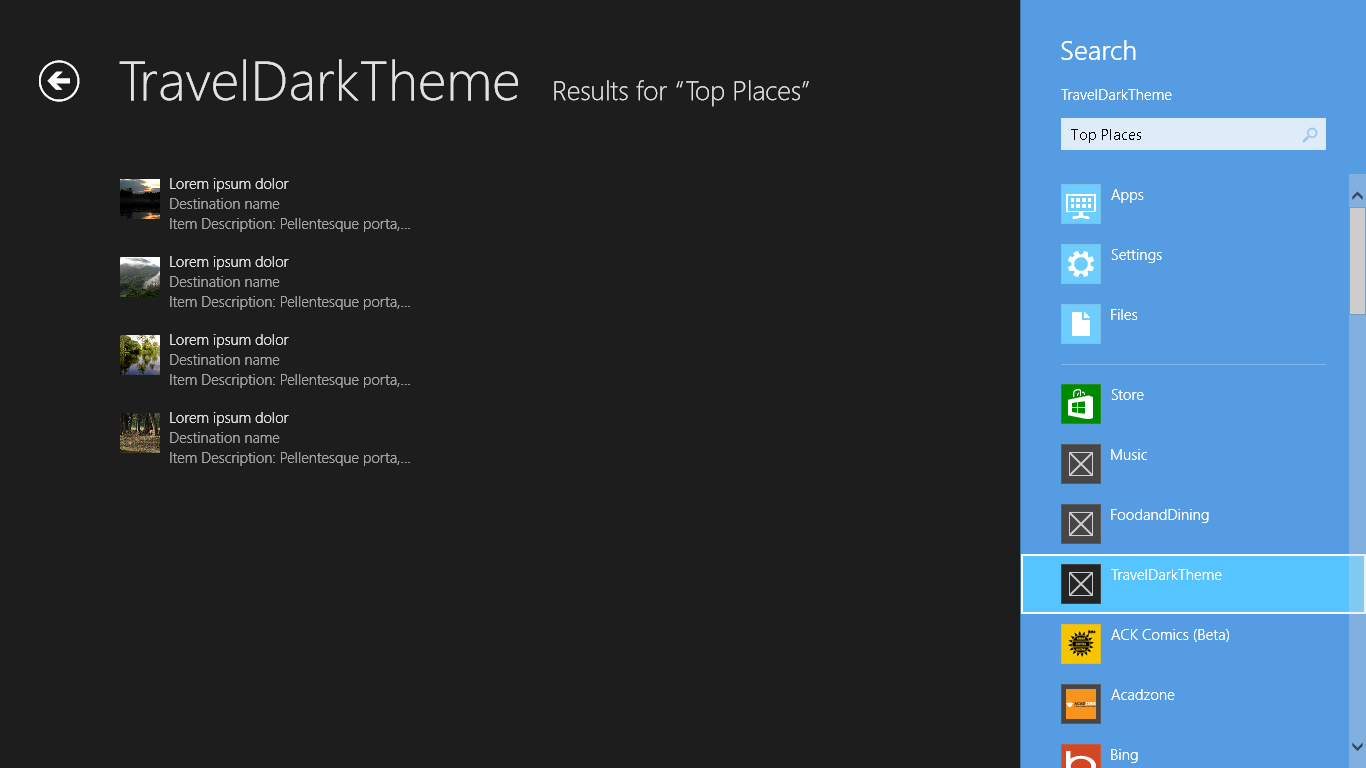 TravelDarkTheme Results for “Top Places”
Lorem ipsum dolor
Destination name
Item Description: Pellentesque porta,...
Lorem ipsum dolor
Destination name
Item Description: Pellentesque porta,...
Lorem ipsum dolor
Destination name
Item Description: Pellentesque porta,...
Lorem ipsum dolor
Destination name
Item Description: Pellentesque porta,...
Search
TravelDarkTheme
Top Places
Apps
Settings
Files
Store
Music
FoodandDining
TravelDarkTheme
ACK Comics (Beta)
Acadzone
Bing